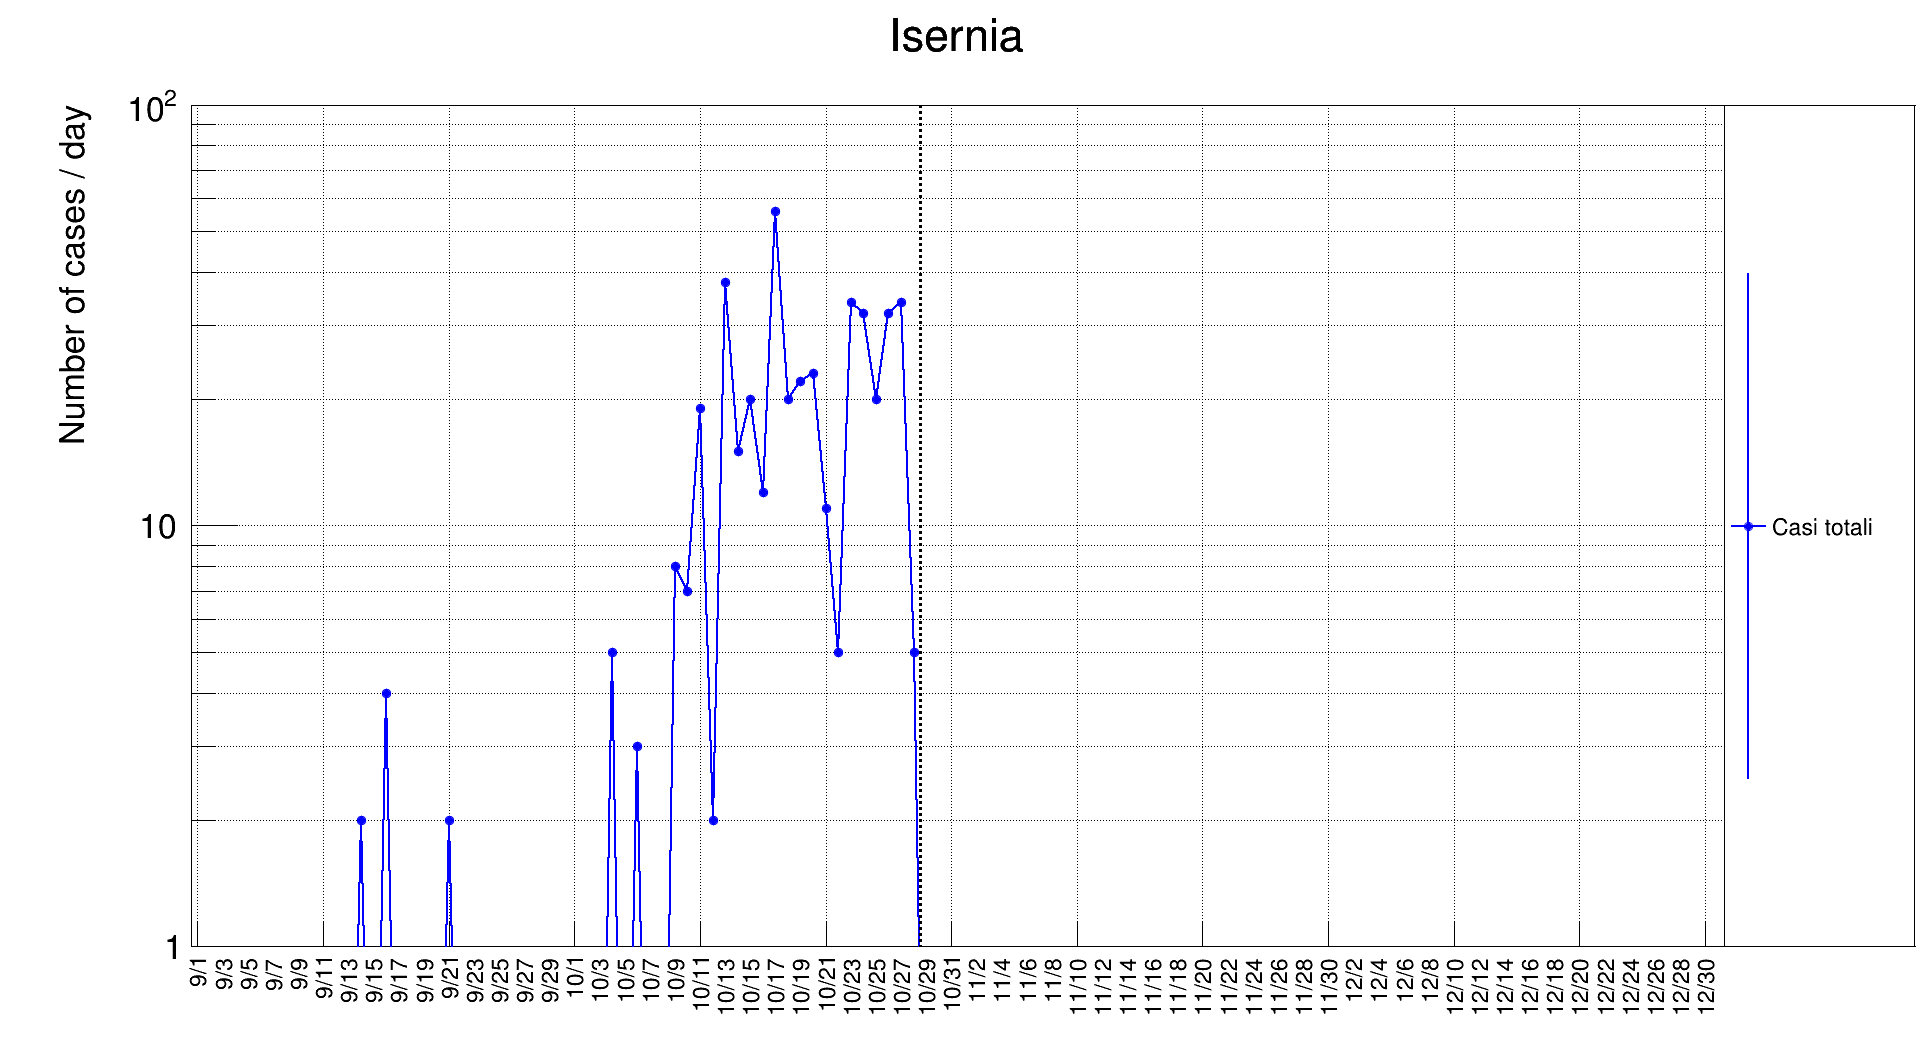 Isernia
Number of cases / day
10²
10
1
9/1 9/3 9/5 9/7 9/9 9/11 9/13 9/15 9/17 9/19 9/21 9/23 9/25 9/27 9/29 10/1 10/3 10/5 10/7 10/9 10/11 10/13 10/15 10/17 10/19 10/21 10/23 10/25 10/27 10/29 10/31 11/2 11/4 11/6 11/8 11/10 11/12 11/14 11/16 11/18 11/20 11/22 11/24 11/26 11/28 11/30 12/2 12/4 12/6 12/8 12/10 12/12 12/14 12/16 12/18 12/20 12/22 12/24 12/26 12/28 12/30
Casi totali